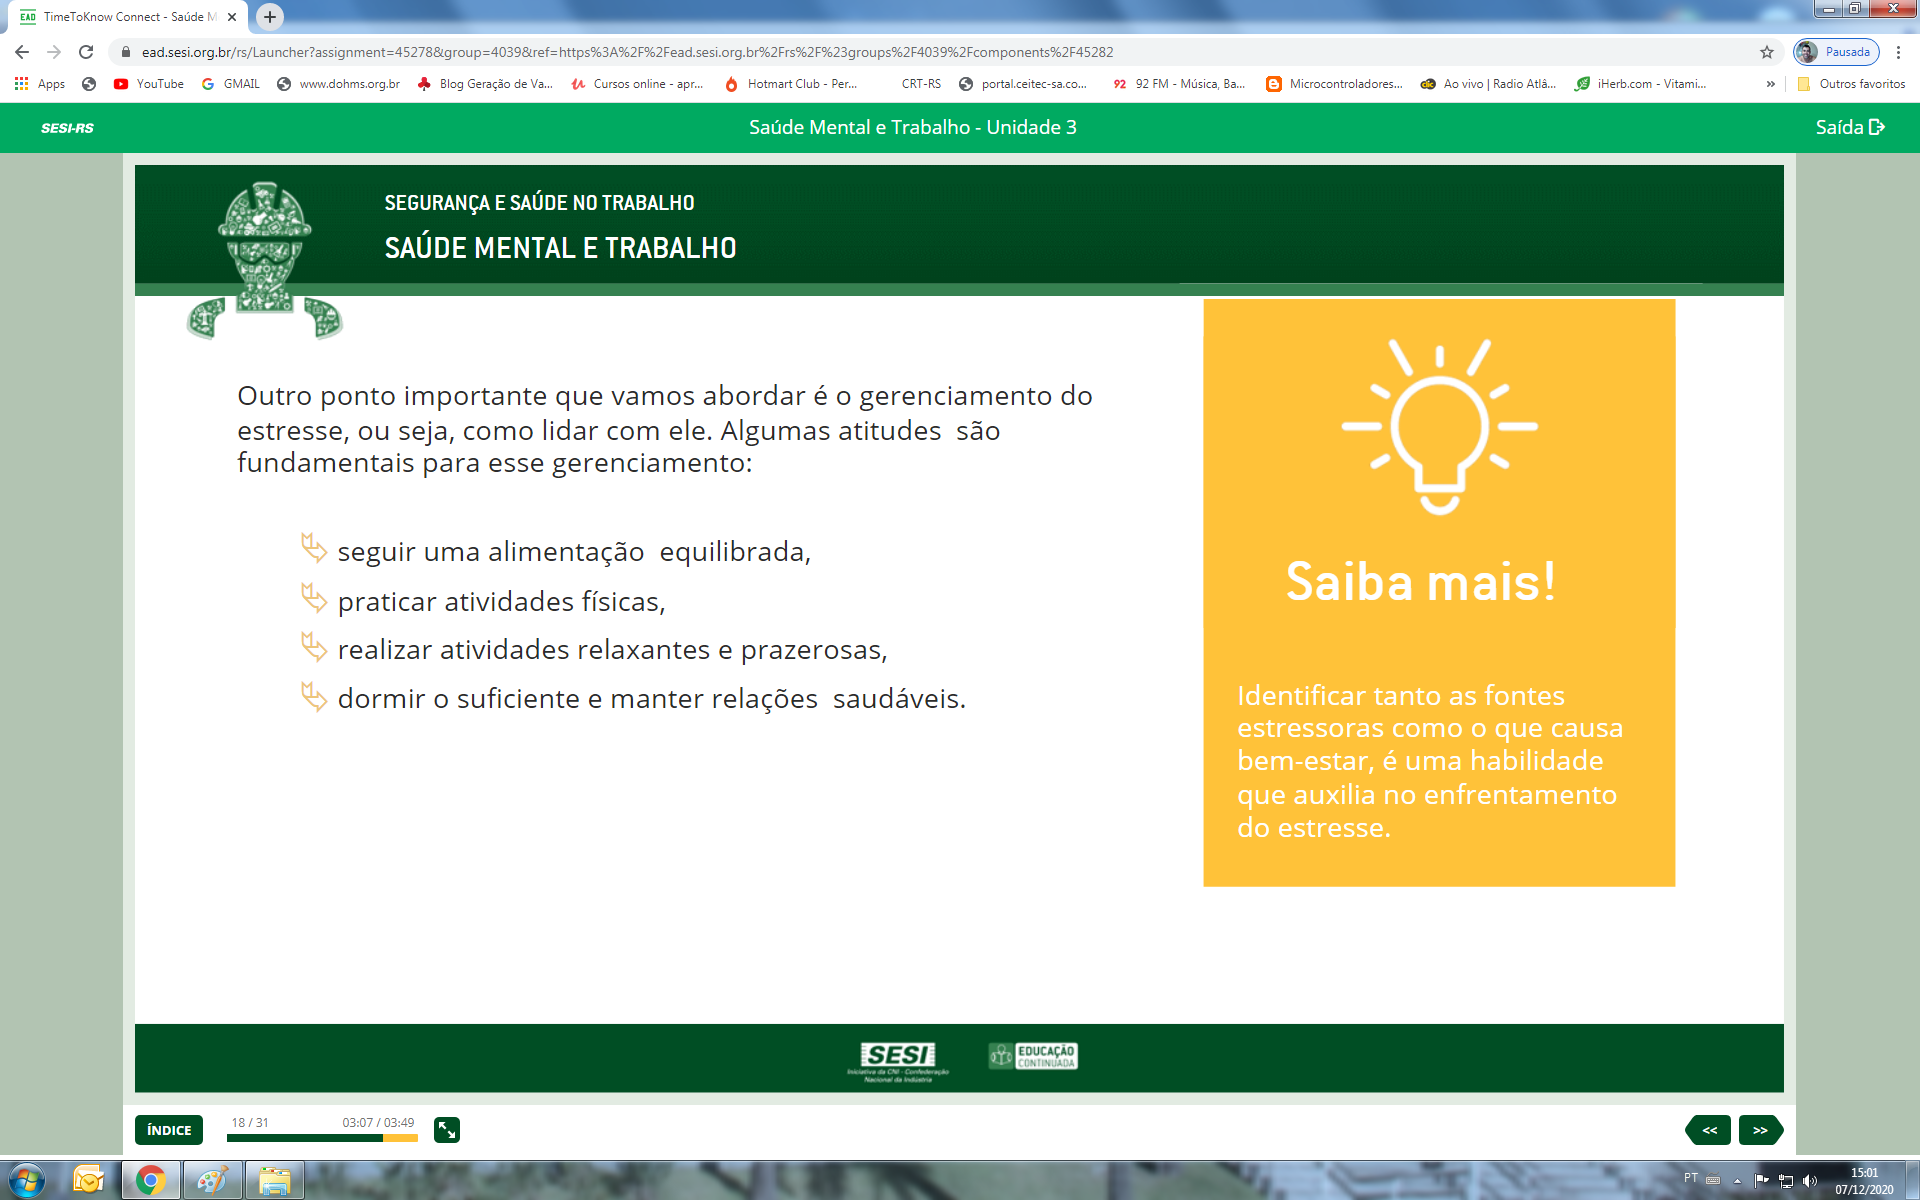 TimeToKnow Connect - Saúde M
ead.sesi.org.br/rs/Launcher?assignment=45278&group=4039&ref=https%3A%2F%2Fead.sesi.org.br%2Frs%2F%23groups%2F4039%2Fcomponents%2F45282
Pausada
Apps
YouTube
GMAIL
www.dohms.org.br
Blog Geração de Va...
Cursos online - apr...
Hotmart Club - Per...
CRT-RS
portal.ceitec-sa.co...
92 FM - Música, Ba...
Microcontroladores...
Ao vivo | Radio Atlâ...
iHerb.com - Vitami...
Outros favoritos
SESI-RS
Saúde Mental e Trabalho - Unidade 3
Saída
SEGURANÇA E SAÚDE NO TRABALHO
SAÚDE MENTAL E TRABALHO
Outro ponto importante que vamos abordar é o gerenciamento do
estresse, ou seja, como lidar com ele. Algumas atitudes são
fundamentais para esse gerenciamento:
seguir uma alimentação equilibrada,
praticar atividades físicas,
realizar atividades relaxantes e prazerosas,
dormir o suficiente e manter relações saudáveis.
Saiba mais!
Identificar tanto as fontes
estressoras como o que causa
bem-estar, é uma habilidade
que auxilia no enfrentamento
do estresse.
SESI
Iniciativa da CNI - Confederação
Nacional da Indústria
EDUCAÇÃO
CONTINUADA
ÍNDICE
18 / 31
03:07 / 03:49
<<
>>
PT
15:01
07/12/2020